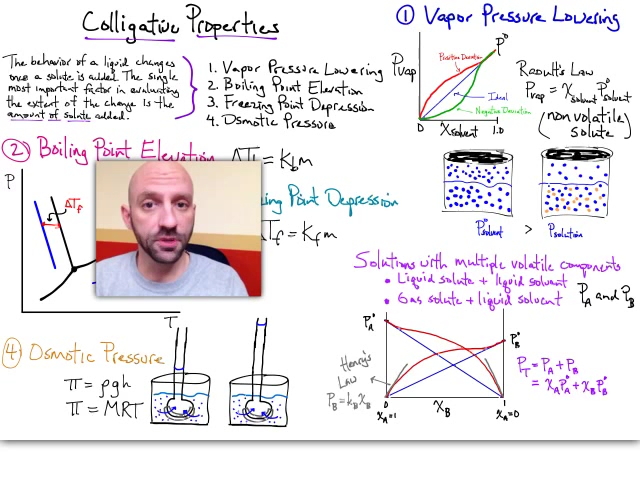 Colligative Properties
The behavior of a liquid changes
once a solute is added. The single
most important factor in evaluating
the extent of the change is the
amount of solute added.
1. Vapor Pressure Lowering
2. Boiling Point Elevation
3. Freezing Point Depression
4. Osmotic Pressure
① Vapor Pressure Lowering
Pvap
P°
Positive Deviation
Ideal
Negative Deviation
0 Xsolvent 1.0
Raoult's Law
Pvap = Xsolvent P°solvent
(non volatile solute)
P°solvent > Psolution
② Boiling Point Elevation
ΔTb = Kbm
P
ΔTf
T
Point Depression
ΔTf = Kfm
Solutions with multiple volatile components
• Liquid solute + liquid solvent
• Gas solute + liquid solvent
PA and PB
P°A
P°B
Henry's
Law
PB = kBXB
0 XB 1
XA=1 XA=0
PT = PA + PB
= XAP°A + XBP°B
④ Osmotic Pressure
π = ρgh
π = MRT